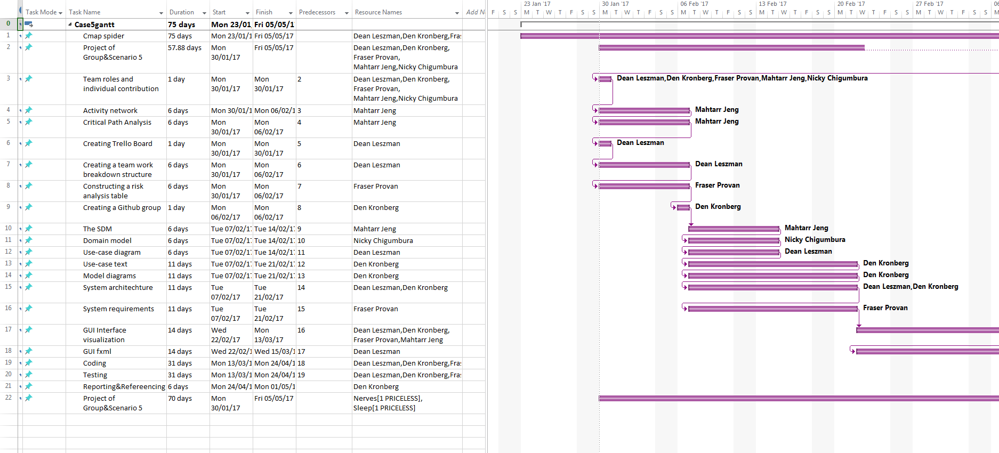 23 Jan '17 30 Jan '17 06 Feb '17 13 Feb '17 20 Feb '17 27 Feb '17 06
Task Mode Task Name Duration Start Finish Predecessors Resource Names Add N F S S M T W T F S S M T W T F S S M T W T F S S M T W T F S S M T W T F S S M T W T F S S M
0 Case5gantt 75 days Mon 23/01 Fri 05/05/1
1 Cmap spider 75 days Mon 23/01/1 Fri 05/05/17 Dean Leszman,Den Kronberg,Fra
2 Project of 57.88 days Mon Fri 05/05/17 Dean Leszman,Den Kronberg,
Group&Scenario 5 30/01/17 Fraser Provan,
Mahtarr Jeng,Nicky Chigumbura
3 Team roles and 1 day Mon Mon 2 Dean Leszman,Den Kronberg, Dean Leszman,Den Kronberg,Fraser Provan,Mahtarr Jeng,Nicky Chigumbura
individual contribution 30/01/17 30/01/17 Fraser Provan,
Mahtarr Jeng,Nicky Chigumbura
4 Activity network 6 days Mon 30/01/1 Mon 06/02/1 3 Mahtarr Jeng Mahtarr Jeng
5 Critical Path Analysis 6 days Mon Mon 4 Mahtarr Jeng Mahtarr Jeng
30/01/17 06/02/17
6 Creating Trello Board 1 day Mon Mon 5 Dean Leszman Dean Leszman
30/01/17 30/01/17
7 Creating a team work 6 days Mon Mon 6 Dean Leszman Dean Leszman
breakdown structure 30/01/17 06/02/17
8 Constructing a risk 6 days Mon Mon 7 Fraser Provan Fraser Provan
analysis table 30/01/17 06/02/17
9 Creating a Github group 1 day Mon Mon 8 Den Kronberg Den Kronberg
06/02/17 06/02/17
10 The SDM 6 days Tue 07/02/1 Tue 14/02/1 9 Mahtarr Jeng Mahtarr Jeng
11 Domain model 6 days Tue 07/02/1 Tue 14/02/1 10 Nicky Chigumbura Nicky Chigumbura
12 Use-case diagram 6 days Tue 07/02/1 Tue 14/02/1 11 Dean Leszman Dean Leszman
13 Use-case text 11 days Tue 07/02/1 Tue 21/02/1 12 Den Kronberg Den Kronberg
14 Model diagrams 11 days Tue 07/02/1 Tue 21/02/1 13 Den Kronberg Den Kronberg
15 System architechture 11 days Tue Tue 14 Dean Leszman,Den Kronberg Dean Leszman,Den Kronberg
07/02/17 21/02/17
16 System requirements 11 days Tue Tue 15 Fraser Provan Fraser Provan
07/02/17 21/02/17
17 GUI Interface 14 days Wed Mon 16 Dean Leszman,Den Kronberg,
visualization 22/02/17 13/03/17 Fraser Provan,Mahtarr Jeng
18 GUI fxml 14 days Wed 22/02/1 Wed 15/03/1 17 Dean Leszman
19 Coding 31 days Mon 13/03/1 Mon 24/04/1 18 Dean Leszman,Den Kronberg,Fra
20 Testing 31 days Mon 13/03/1 Mon 24/04/1 19 Dean Leszman,Den Kronberg,Fra
21 Reporting&Refereencing 6 days Mon 24/04/1 Mon 01/05/1 Den Kronberg
22 Project of 70 days Mon Fri 05/05/17 Nerves[1 PRICELESS],
Group&Scenario 5 30/01/17 Sleep[1 PRICELESS]